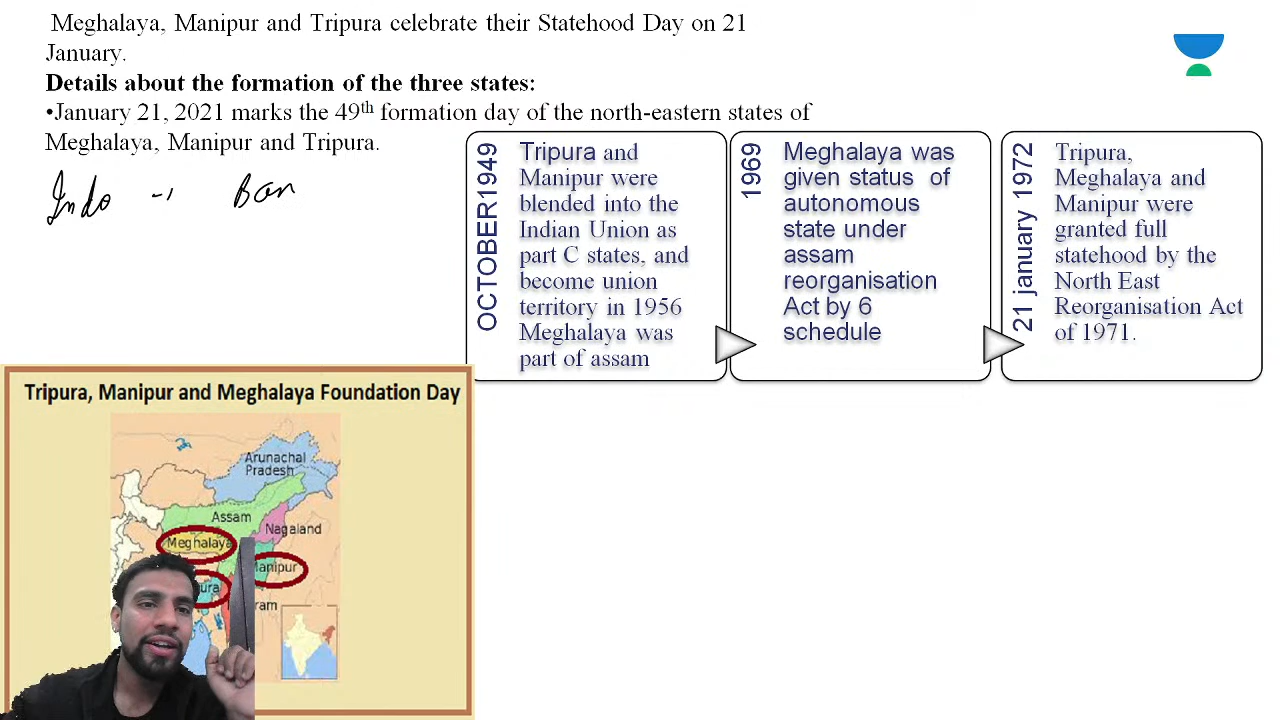 Meghalaya, Manipur and Tripura celebrate their Statehood Day on 21
January.
Details about the formation of the three states:
•January 21, 2021 marks the 49th formation day of the north-eastern states of
Meghalaya, Manipur and Tripura.
Indo Ban
OCTOBER1949
Tripura and
Manipur were
blended into the
Indian Union as
part C states, and
become union
territory in 1956
Meghalaya was
part of assam
1969
Meghalaya was
given status of
autonomous
state under
assam
reorganisation
Act by 6
schedule
21 january 1972
Tripura,
Meghalaya and
Manipur were
granted full
statehood by the
North East
Reorganisation Act
of 1971.
Tripura, Manipur and Meghalaya Foundation Day
Arunachal
Pradesh
Assam
Nagaland
Meghalaya
anipur
ura
ram